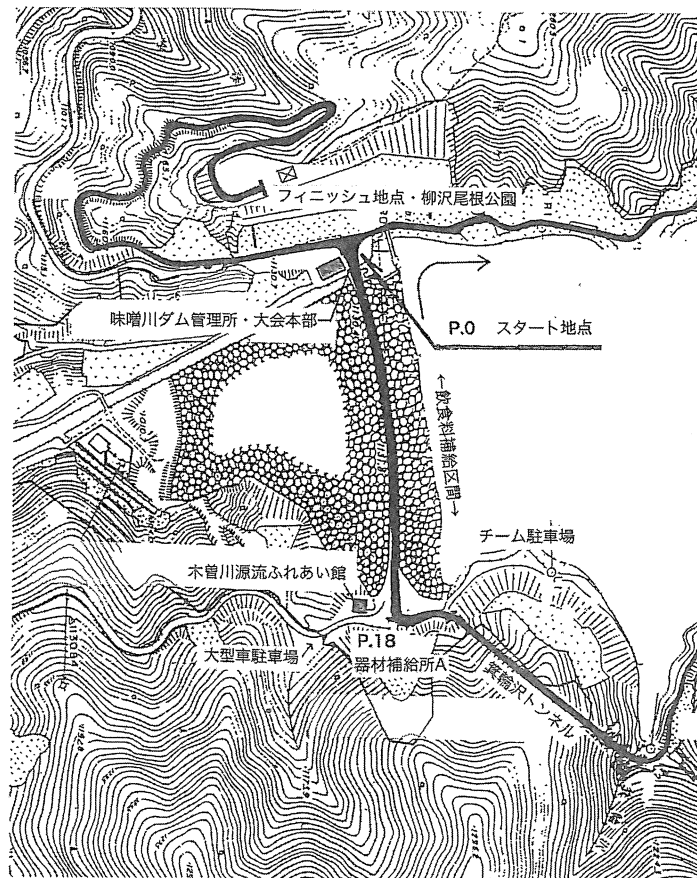 フィニッシュ地点・柳沢尾根公園
味噌川ダム管理所・大会本部
P.0 スタート地点
←飲食料補給区間→
チーム駐車場
木曽川源流ふれあい館
P.18
大型車駐車場
器材補給所A
箕輪沢トンネル